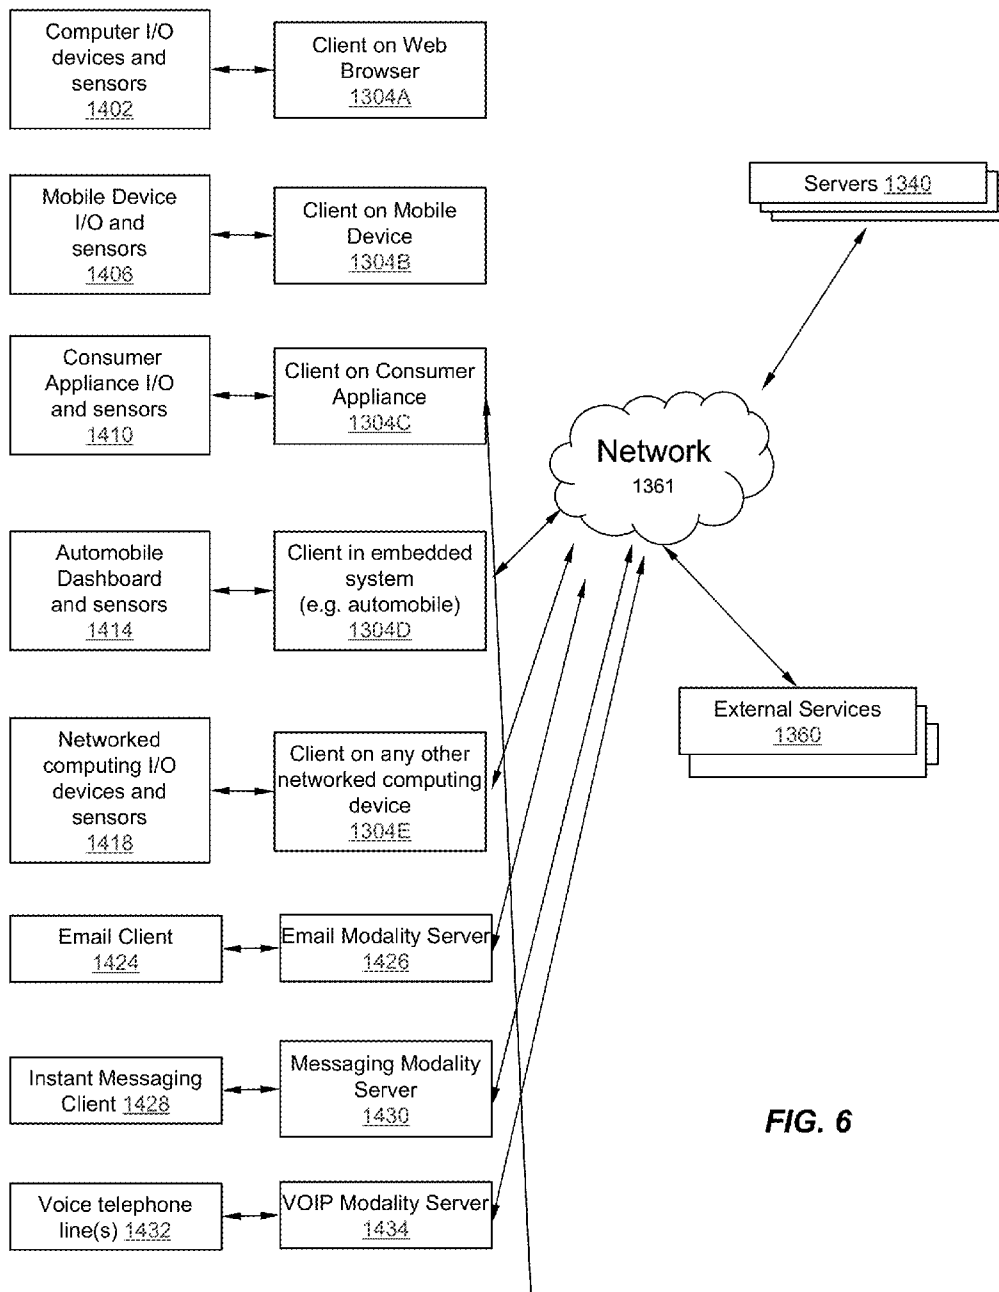 Computer I/O
devices and
sensors
1402
Client on Web
Browser
1304A
Servers 1340
Mobile Device
I/O and
sensors
1406
Client on Mobile
Device
1304B
Consumer
Appliance I/O
and sensors
1410
Client on Consumer
Appliance
1304C
Network
1361
Automobile
Dashboard
and sensors
1414
Client in embedded
system
(e.g. automobile)
1304D
External Services
1360
Networked
computing I/O
devices and
sensors
1418
Client on any other
networked computing
device
1304E
Email Client
1424
Email Modality Server
1426
Instant Messaging
Client 1428
Messaging Modality
Server
1430
FIG. 6
Voice telephone
line(s) 1432
VOIP Modality Server
1434